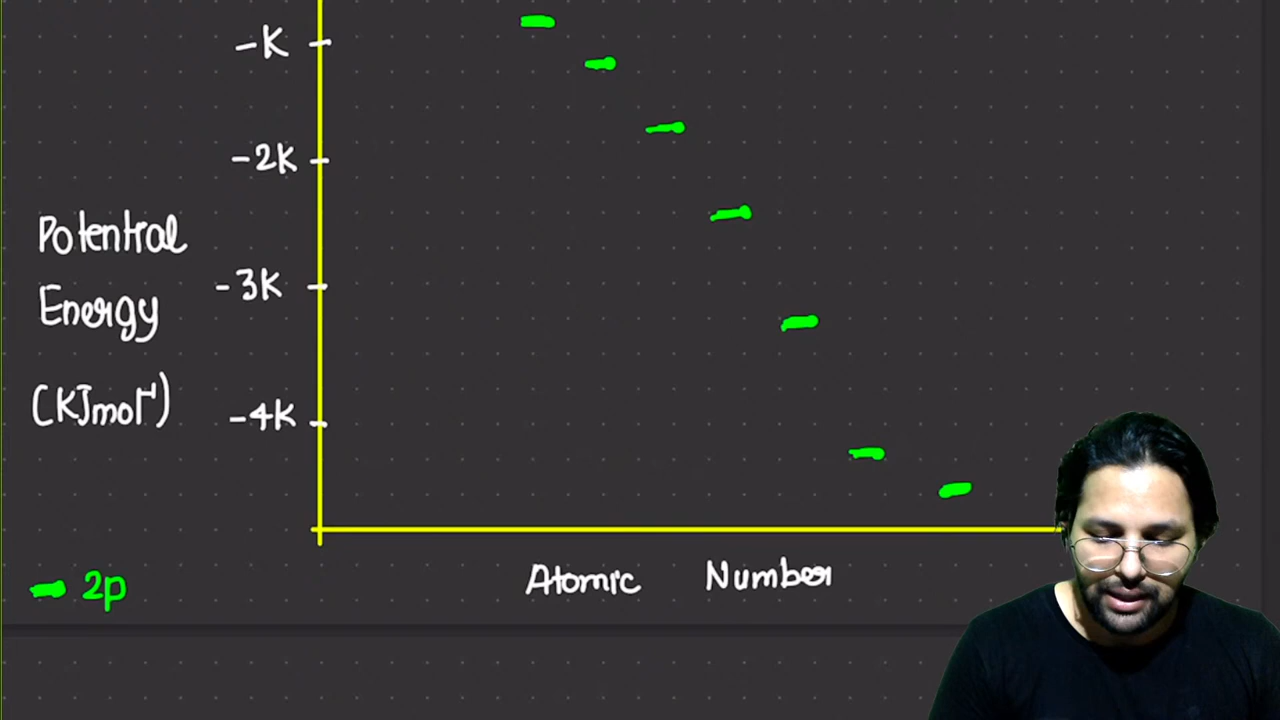 -K
-2K
Potential
-3K
Energy
(KJmol⁻¹)
-4K
Atomic Number
2p